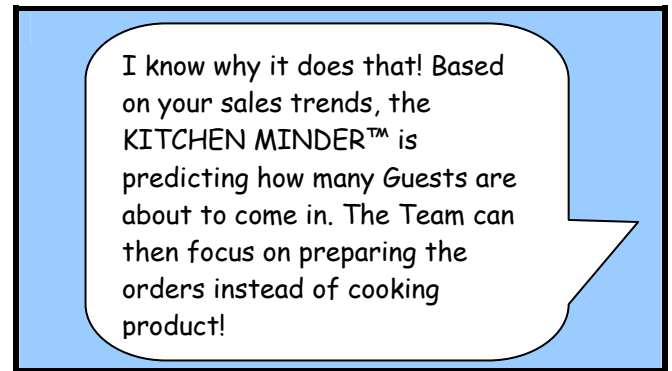 I know why it does that! Based
on your sales trends, the
KITCHEN MINDER™ is
predicting how many Guests are
about to come in. The Team can
then focus on preparing the
orders instead of cooking
product!